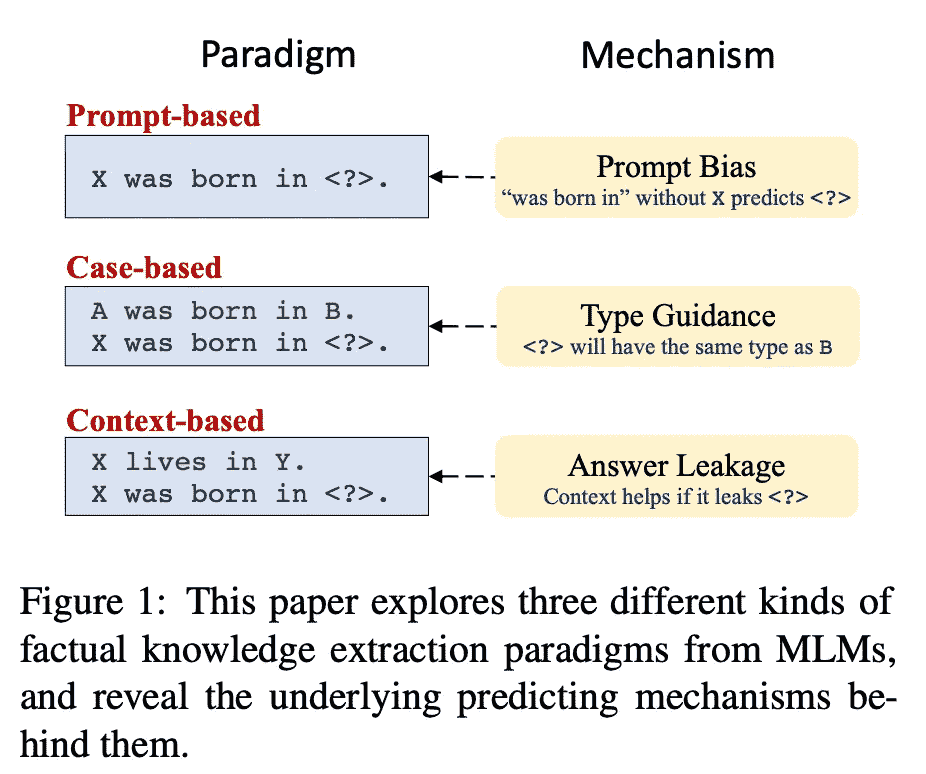 Paradigm Mechanism
Prompt-based
X was born in <?>.
Prompt Bias
“was born in” without X predicts <?>
Case-based
A was born in B.
X was born in <?>.
Type Guidance
<?> will have the same type as B
Context-based
X lives in Y.
X was born in <?>.
Answer Leakage
Context helps if it leaks <?>
Figure 1: This paper explores three different kinds of
factual knowledge extraction paradigms from MLMs,
and reveal the underlying predicting mechanisms be-
hind them.